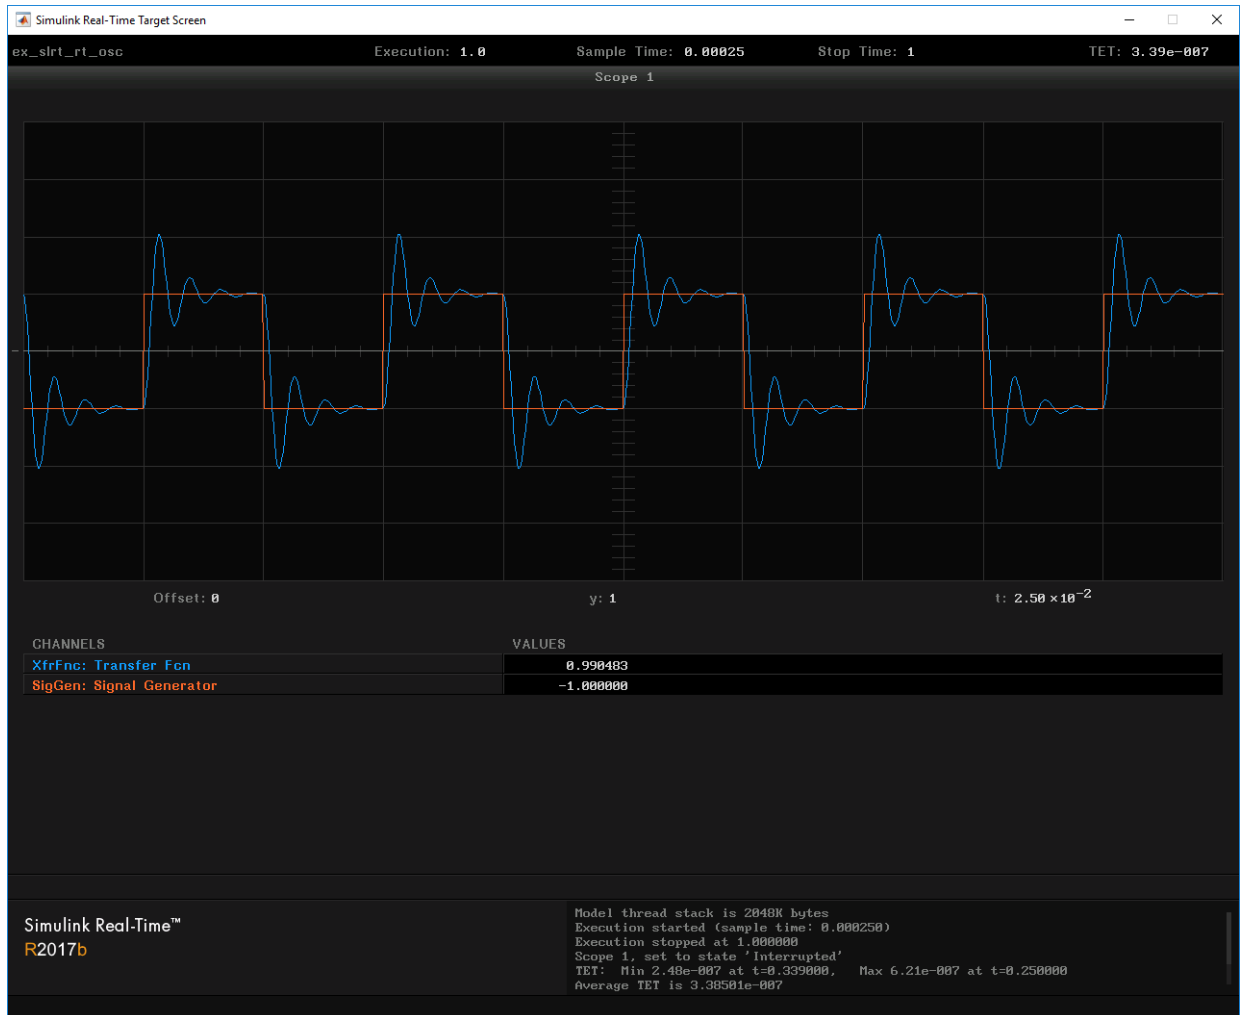 Simulink Real-Time Target Screen
ex_slrt_rt_osc Execution: 1.0 Sample Time: 0.00025 Stop Time: 1 TET: 3.39e-007
Scope 1
Offset: 0 y: 1 t: 2.50 ×10⁻²
CHANNELS VALUES
XfrFnc: Transfer Fcn 0.990483
SigGen: Signal Generator -1.000000
Model thread stack is 2048K bytes
Execution started (sample time: 0.000250)
Execution stopped at 1.000000
Scope 1, set to state 'Interrupted'
TET: Min 2.48e-007 at t=0.339000, Max 6.21e-007 at t=0.250000
Average TET is 3.38501e-007
Simulink Real-Time™
R2017b